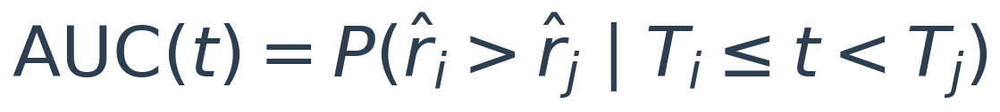 AUC(t) = P(r̂ᵢ > r̂ⱼ | Tᵢ ≤ t < Tⱼ)